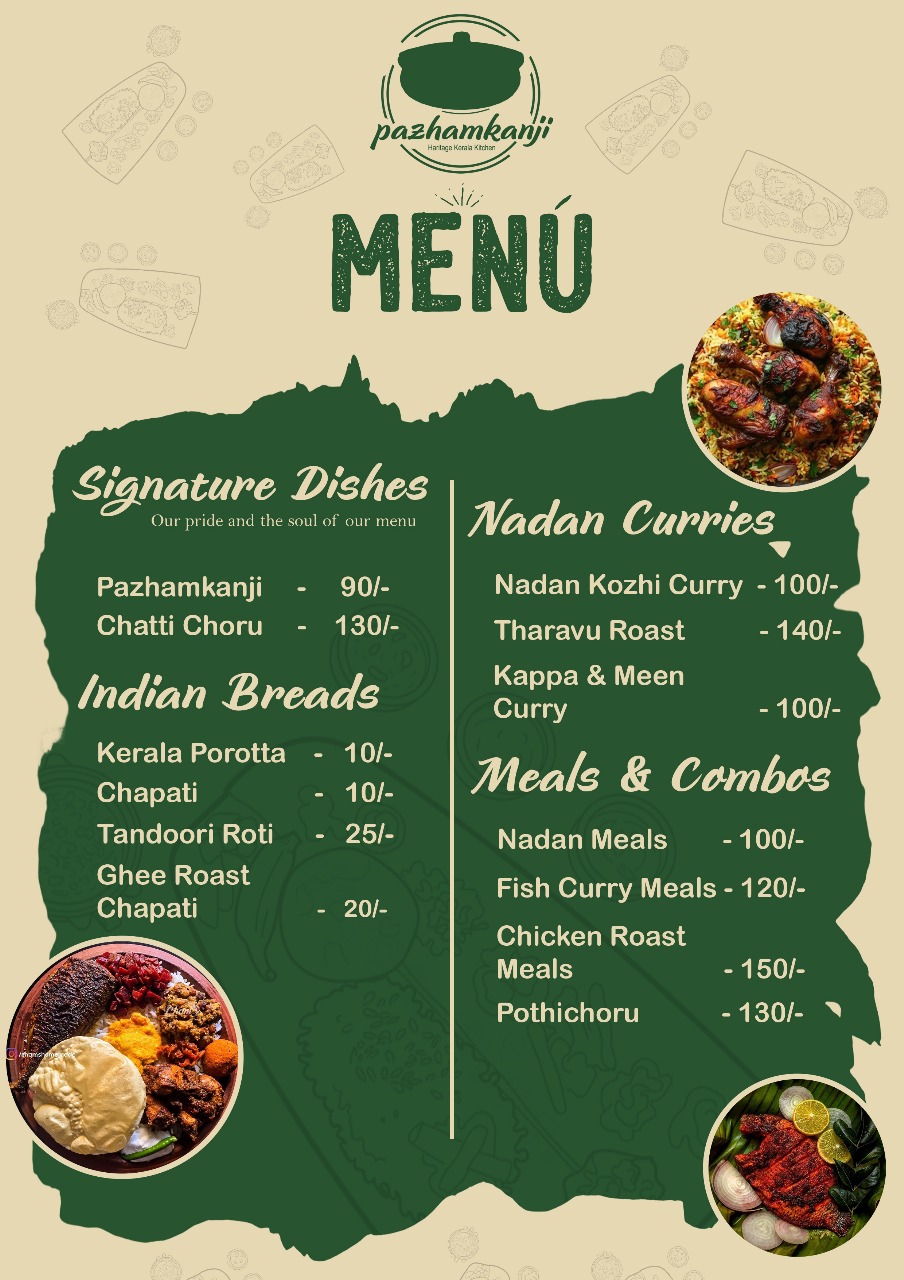 pazhamkanji
Heritage Kerala Kitchen
MENÚ
Signature Dishes
Our pride and the soul of our menu
Pazhamkanji - 90/-
Chatti Choru - 130/-
Indian Breads
Kerala Porotta - 10/-
Chapati - 10/-
Tandoori Roti - 25/-
Ghee Roast
Chapati - 20/-
Nadan Curries
Nadan Kozhi Curry - 100/-
Tharavu Roast - 140/-
Kappa & Meen
Curry - 100/-
Meals & Combos
Nadan Meals - 100/-
Fish Curry Meals - 120/-
Chicken Roast
Meals - 150/-
Pothichoru - 130/-